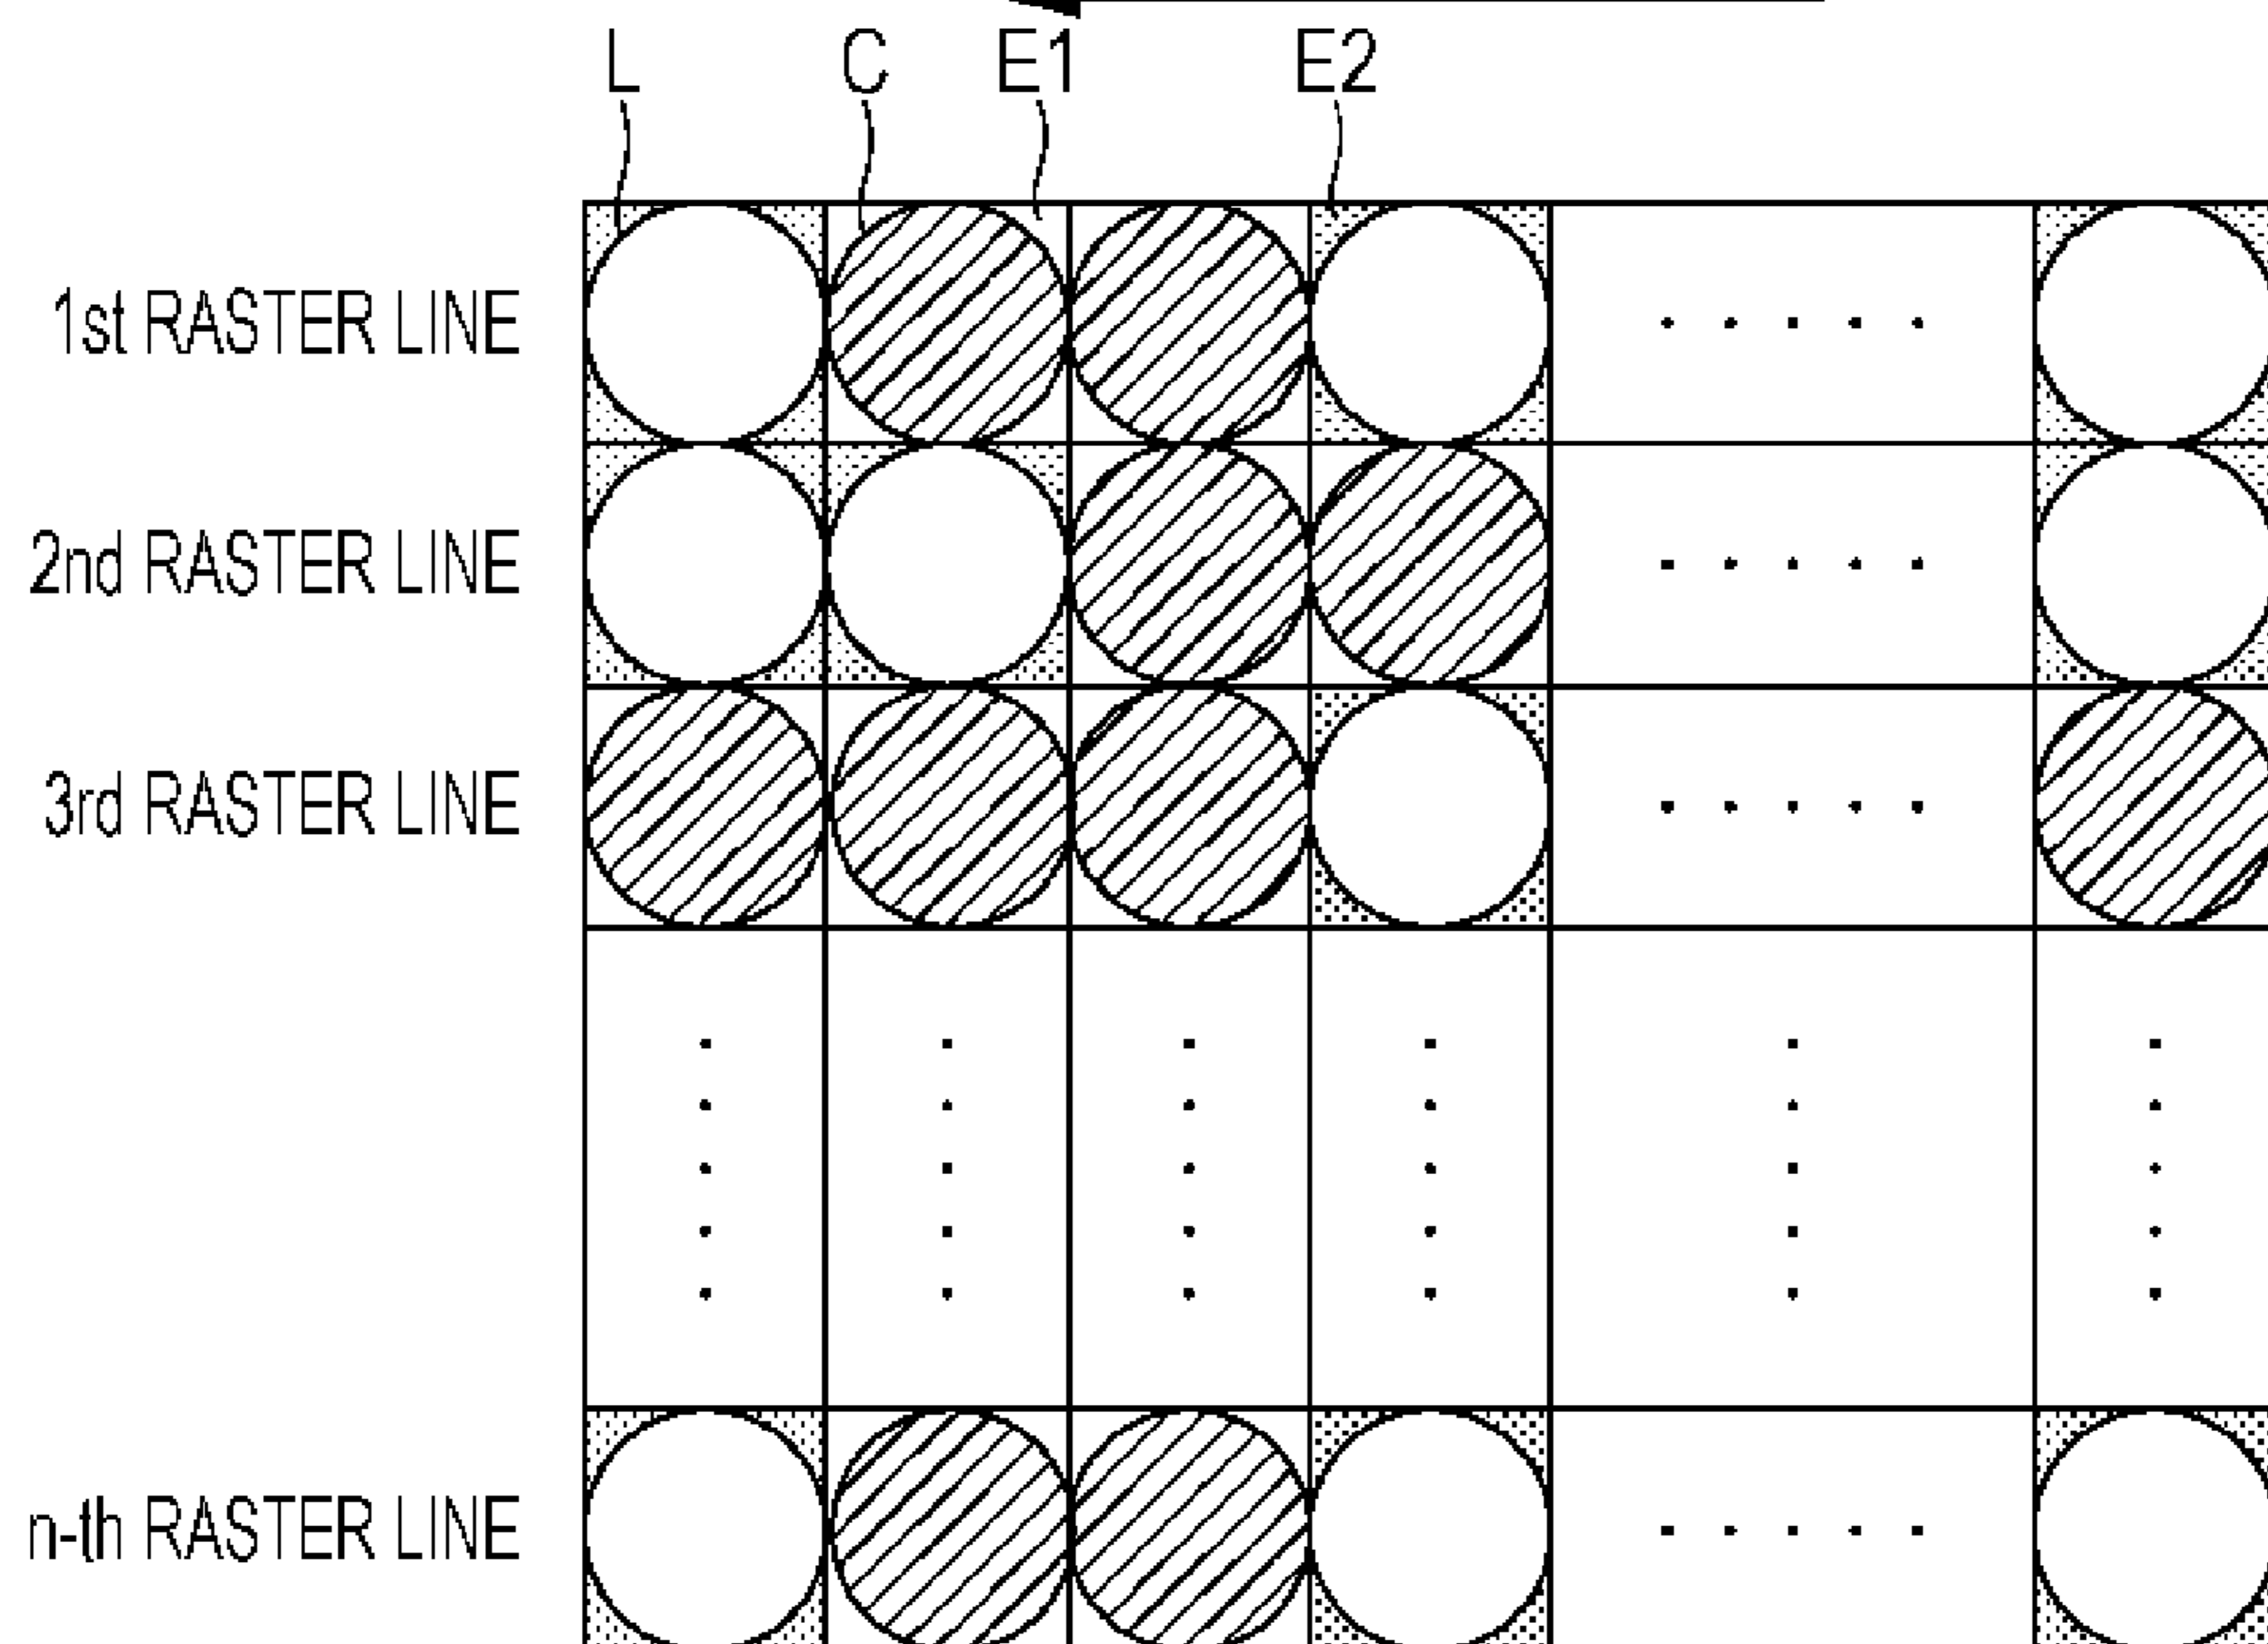 L C E1 E2
1st RASTER LINE
2nd RASTER LINE
3rd RASTER LINE
n-th RASTER LINE